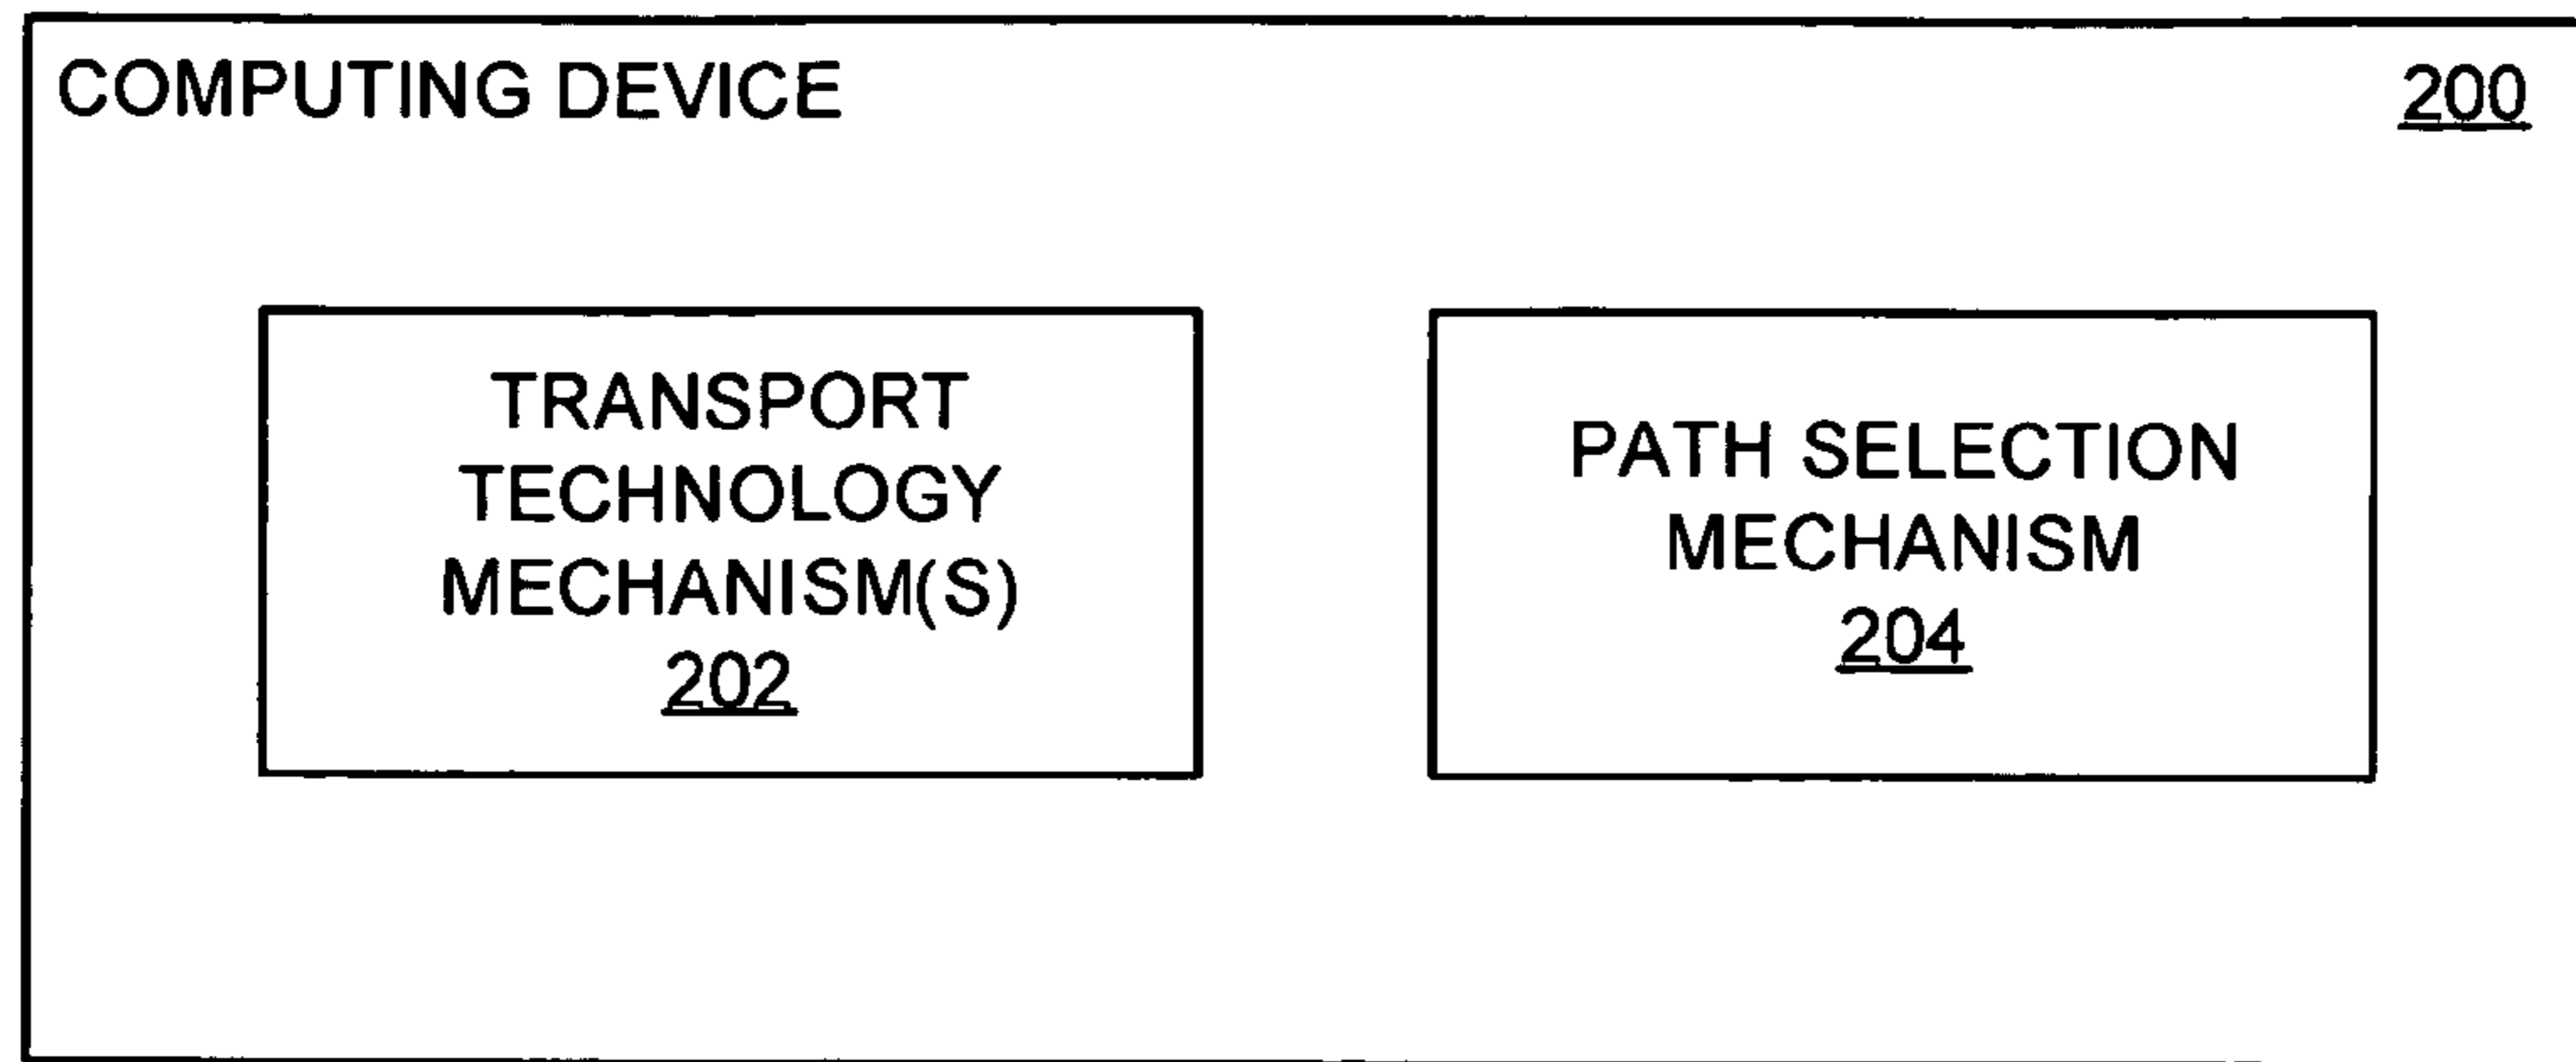 COMPUTING DEVICE 200
TRANSPORT
TECHNOLOGY
MECHANISM(S)
202
PATH SELECTION
MECHANISM
204